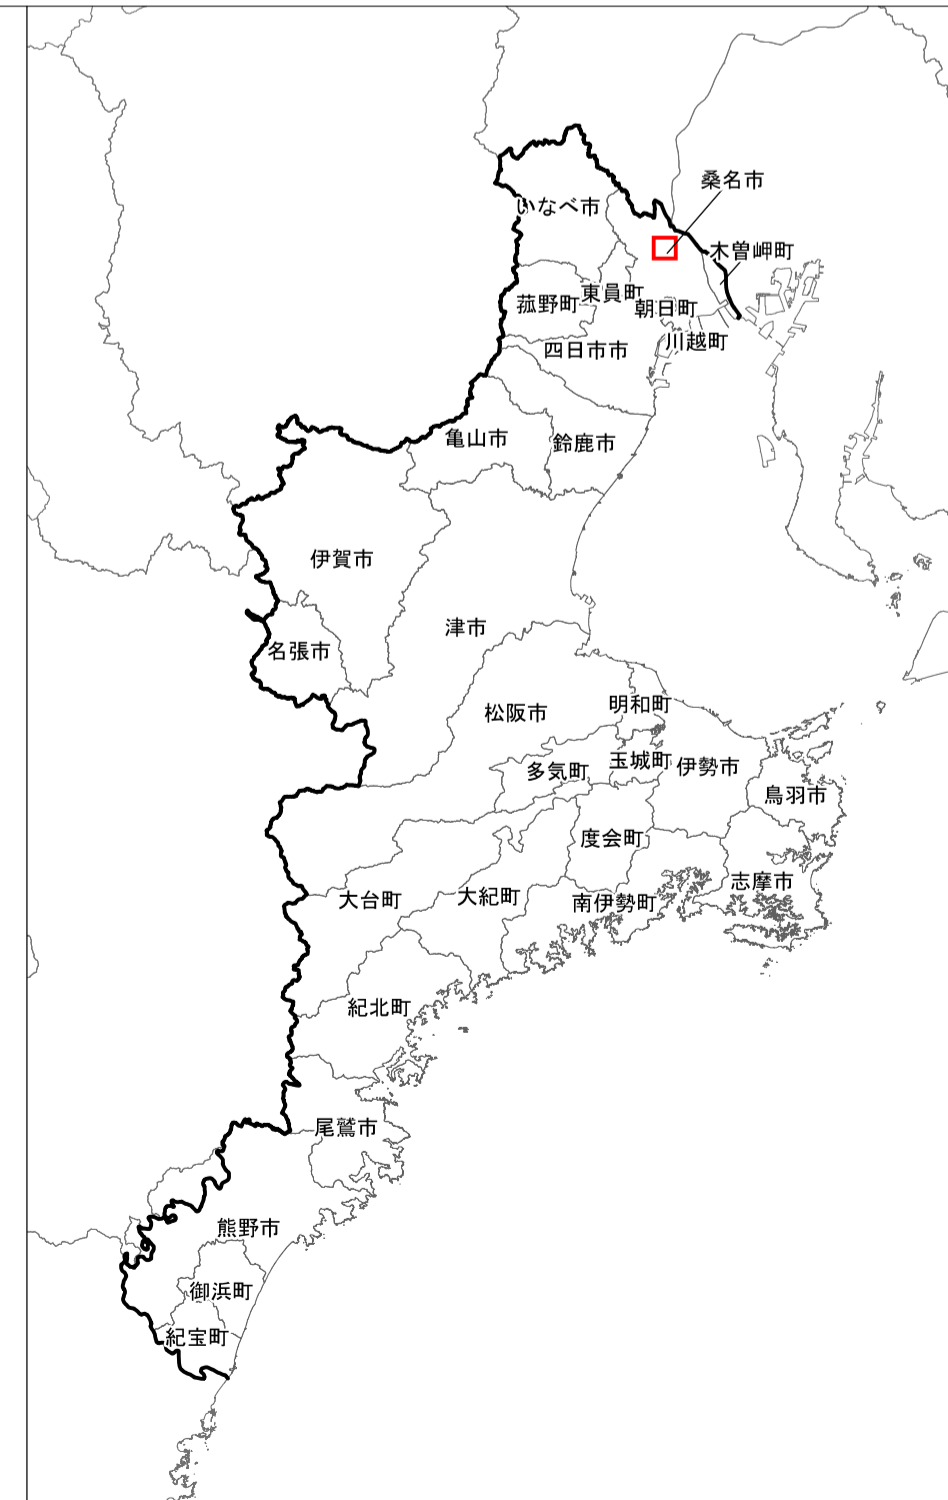 桑名市
いなべ市
木曽岬町
東員町
菰野町
朝日町
川越町
四日市市
亀山市
鈴鹿市
伊賀市
津市
名張市
明和町
松阪市
玉城町
伊勢市
多気町
鳥羽市
度会町
志摩市
大紀町
大台町
南伊勢町
紀北町
尾鷲市
熊野市
御浜町
紀宝町